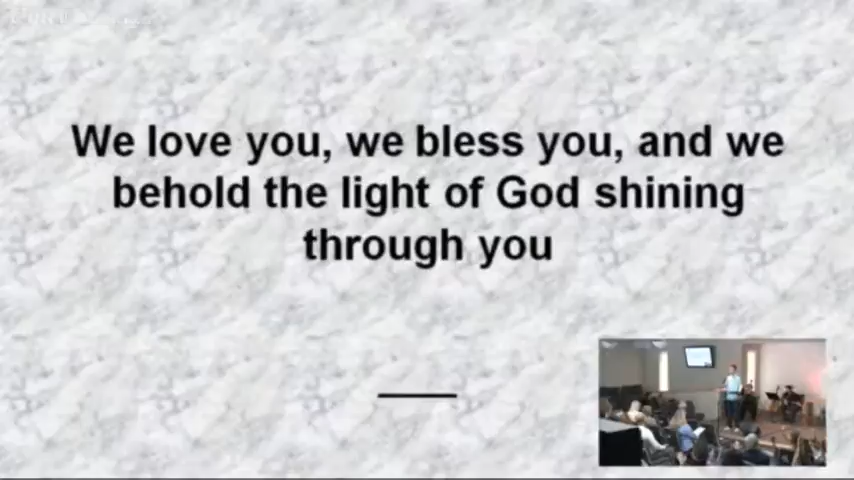 We love you, we bless you, and we
behold the light of God shining
through you